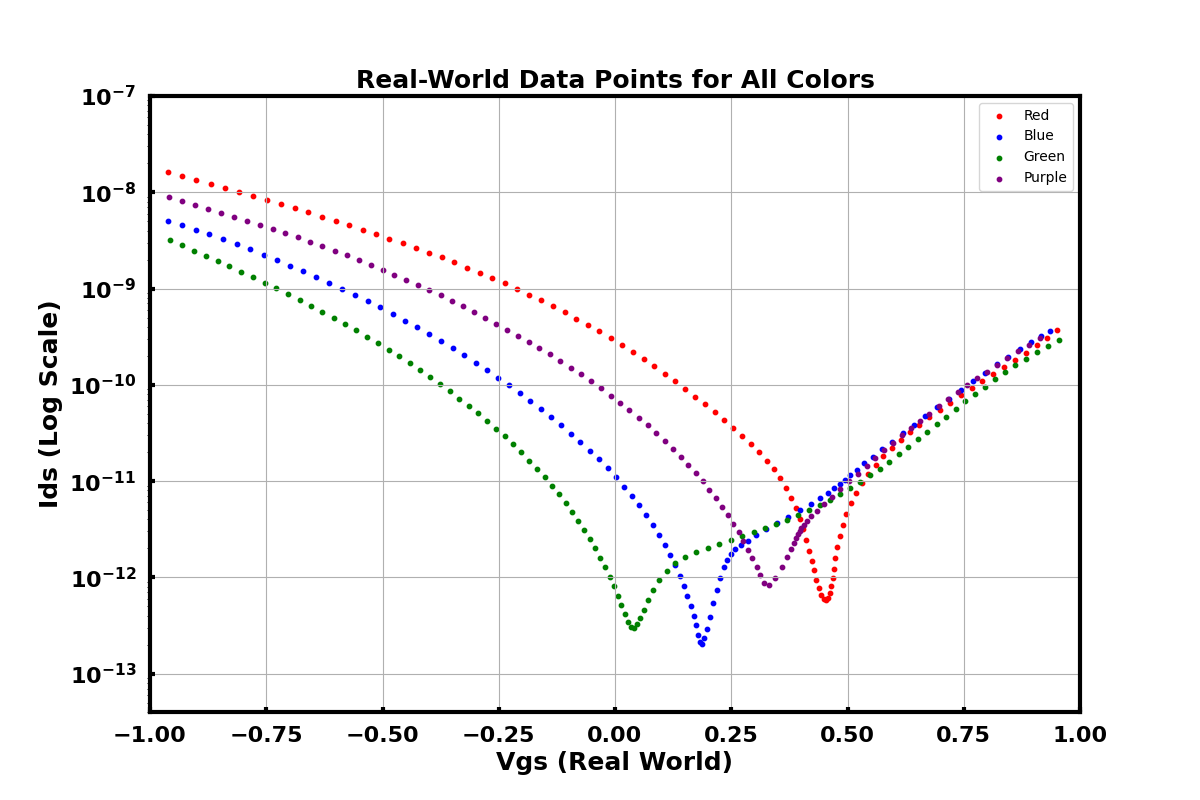 Real-World Data Points for All Colors
10⁻⁷
10⁻⁸
10⁻⁹
10⁻¹⁰
10⁻¹¹
10⁻¹²
10⁻¹³
Ids (Log Scale)
Red
Blue
Green
Purple
−1.00 −0.75 −0.50 −0.25 0.00 0.25 0.50 0.75 1.00
Vgs (Real World)